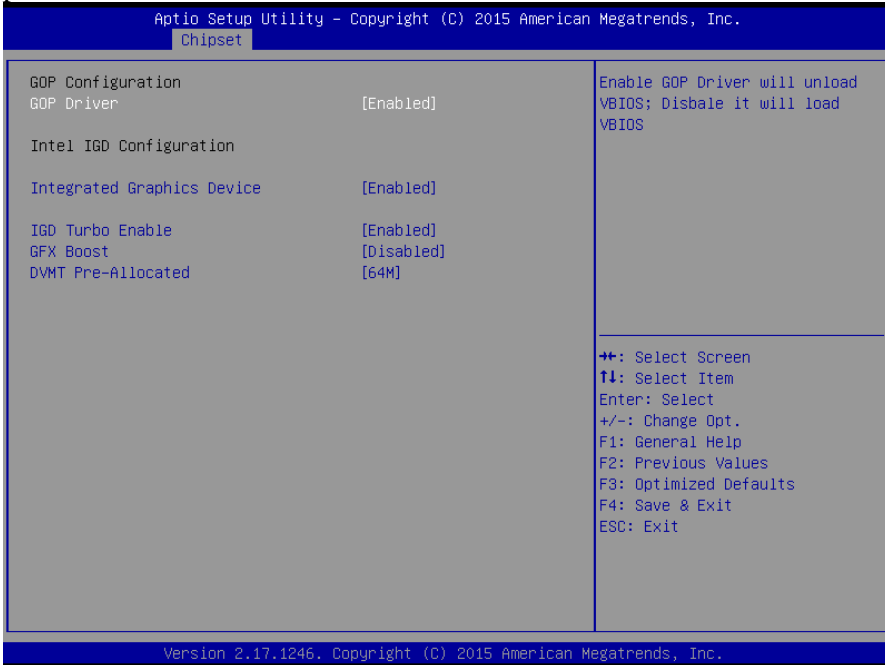 Aptio Setup Utility – Copyright (C) 2015 American Megatrends, Inc.
Chipset
GOP Configuration
GOP Driver [Enabled]
Intel IGD Configuration
Integrated Graphics Device [Enabled]
IGD Turbo Enable [Enabled]
GFX Boost [Disabled]
DVMT Pre-Allocated [64M]
Enable GOP Driver will unload
VBIOS; Disbale it will load
VBIOS
→←: Select Screen
↑↓: Select Item
Enter: Select
+/-: Change Opt.
F1: General Help
F2: Previous Values
F3: Optimized Defaults
F4: Save & Exit
ESC: Exit
Version 2.17.1246. Copyright (C) 2015 American Megatrends, Inc.